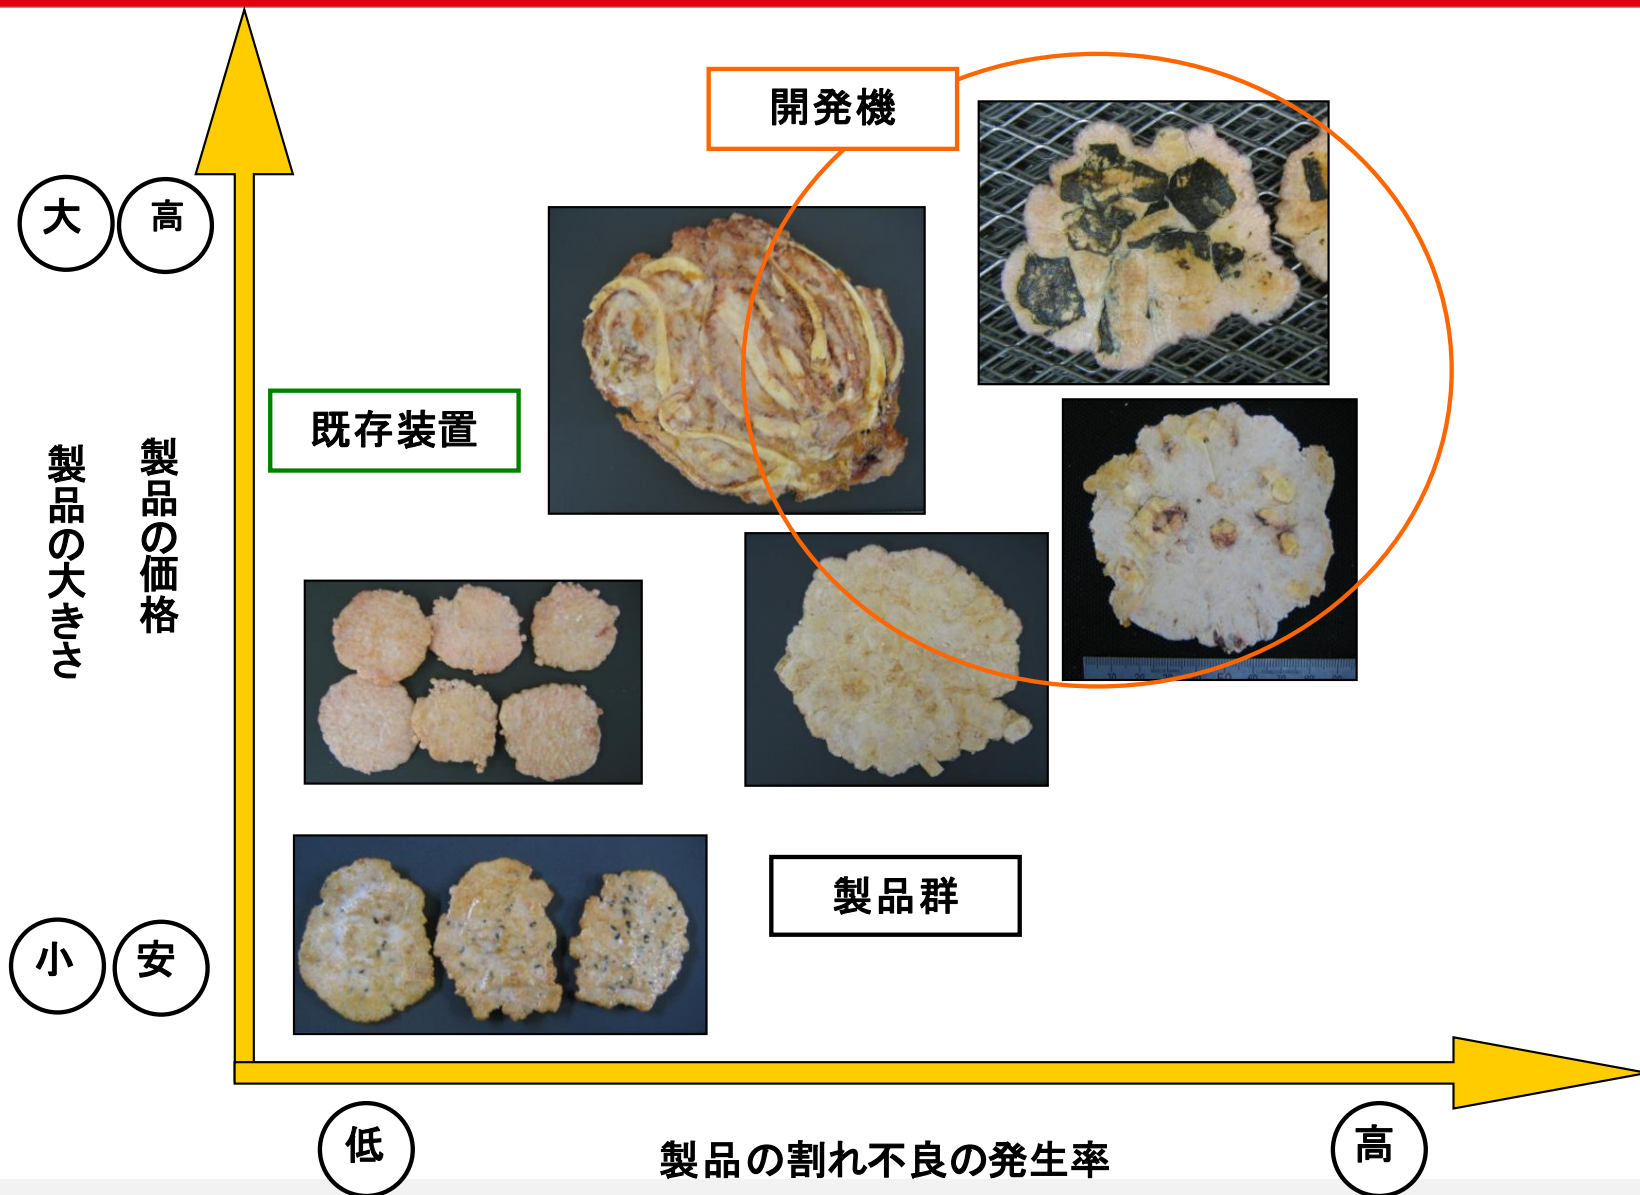 開発機
大
高
既存装置
製品の大きさ
製品の価格
製品群
小
安
低
製品の割れ不良の発生率
高